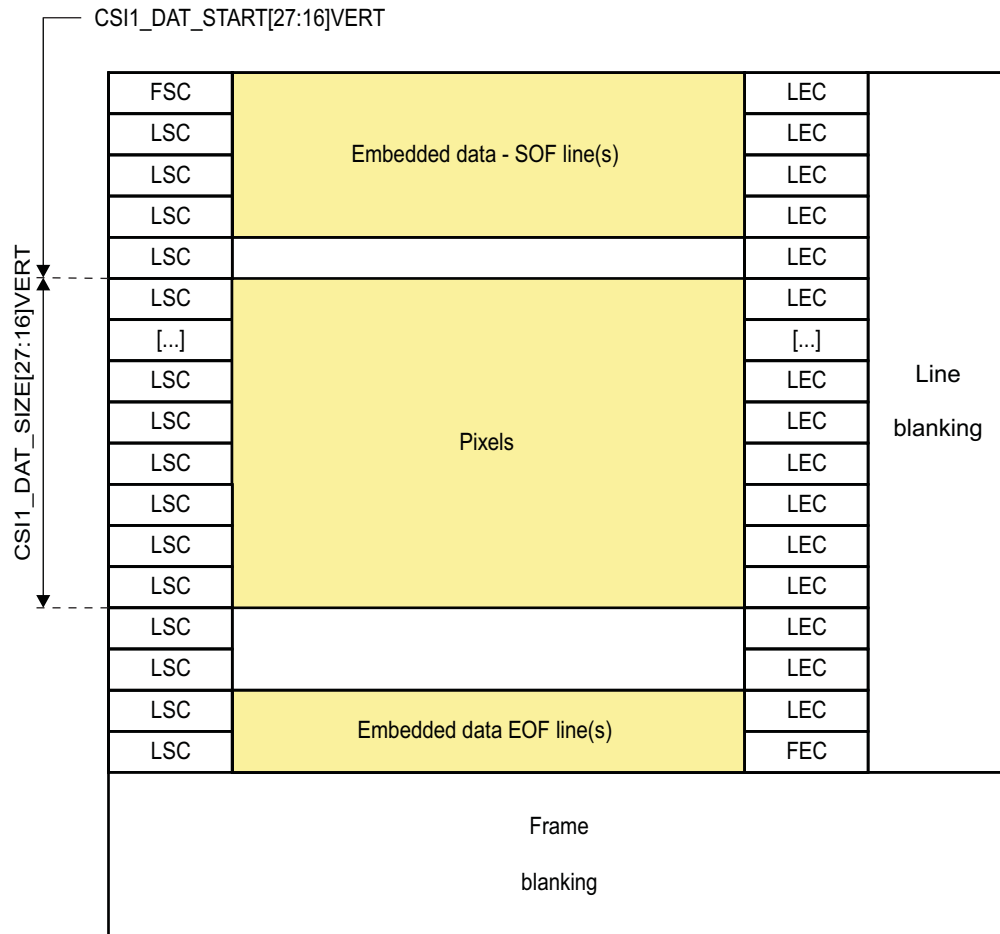 CSI1_DAT_START[27:16]VERT
FSC LEC
LSC LEC
LSC Embedded data - SOF line(s) LEC
LSC LEC
LSC LEC
CSI1_DAT_SIZE[27:16]VERT
LSC LEC
[...] [...]
LSC LEC Line
LSC LEC blanking
LSC Pixels LEC
LSC LEC
LSC LEC
LSC LEC
LSC LEC
LSC LEC
LSC LEC
Embedded data EOF line(s)
LSC FEC
Frame
blanking